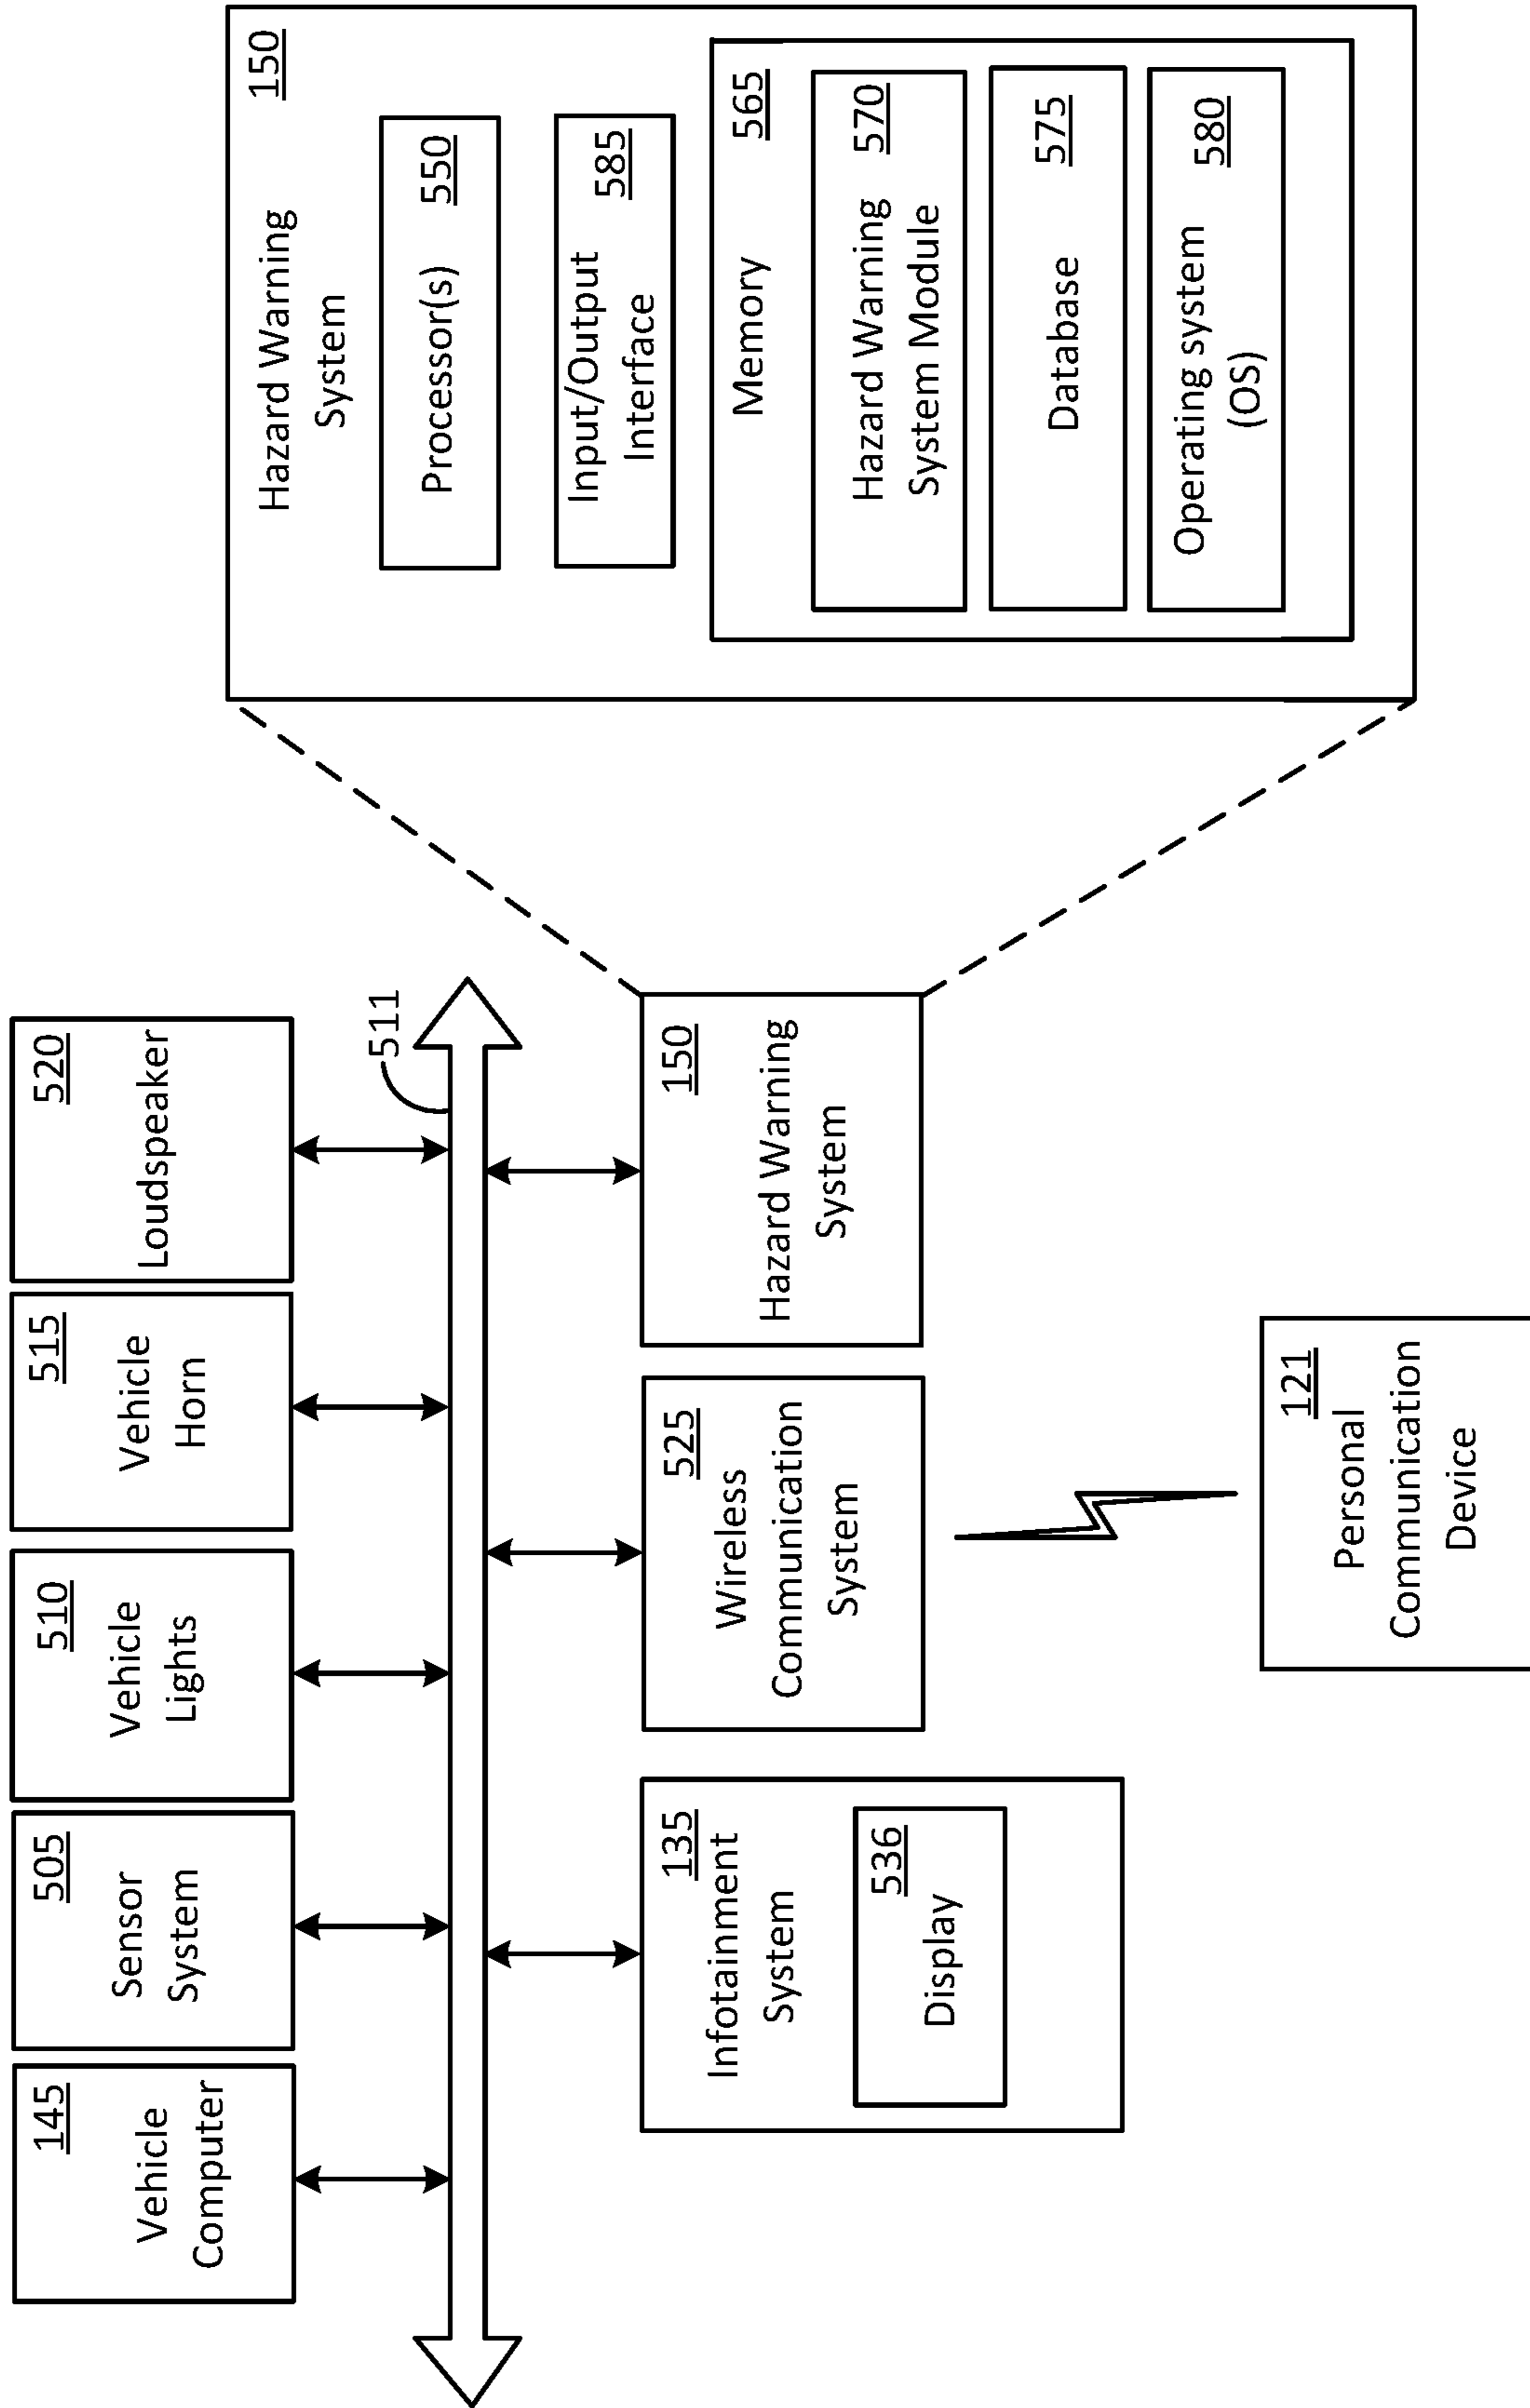 145
Vehicle
Computer
505
Sensor
System
510
Vehicle
Lights
515
Vehicle
Horn
520
Loudspeaker
511
135
Infotainment
System
536
Display
525
Wireless
Communication
System
150
Hazard Warning
System
121
Personal
Communication
Device
150
Hazard Warning
System
Processor(s) 550
Input/Output 585
Interface
Memory 565
Hazard Warning 570
System Module
Database 575
Operating system 580
(OS)